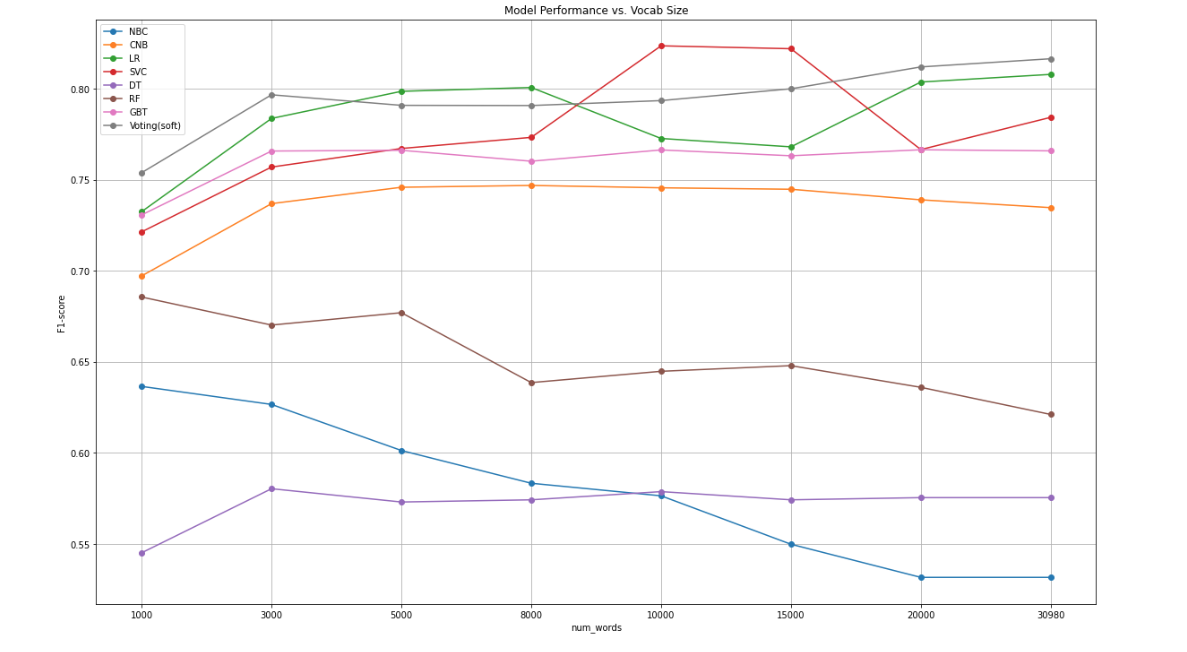 Model Performance vs. Vocab Size
NBC
CNB
LR
SVC
DT
RF
GBT
Voting(soft)
F1-score
0.80
0.75
0.70
0.65
0.60
0.55
1000 3000 5000 8000 10000 15000 20000 30980
num_words